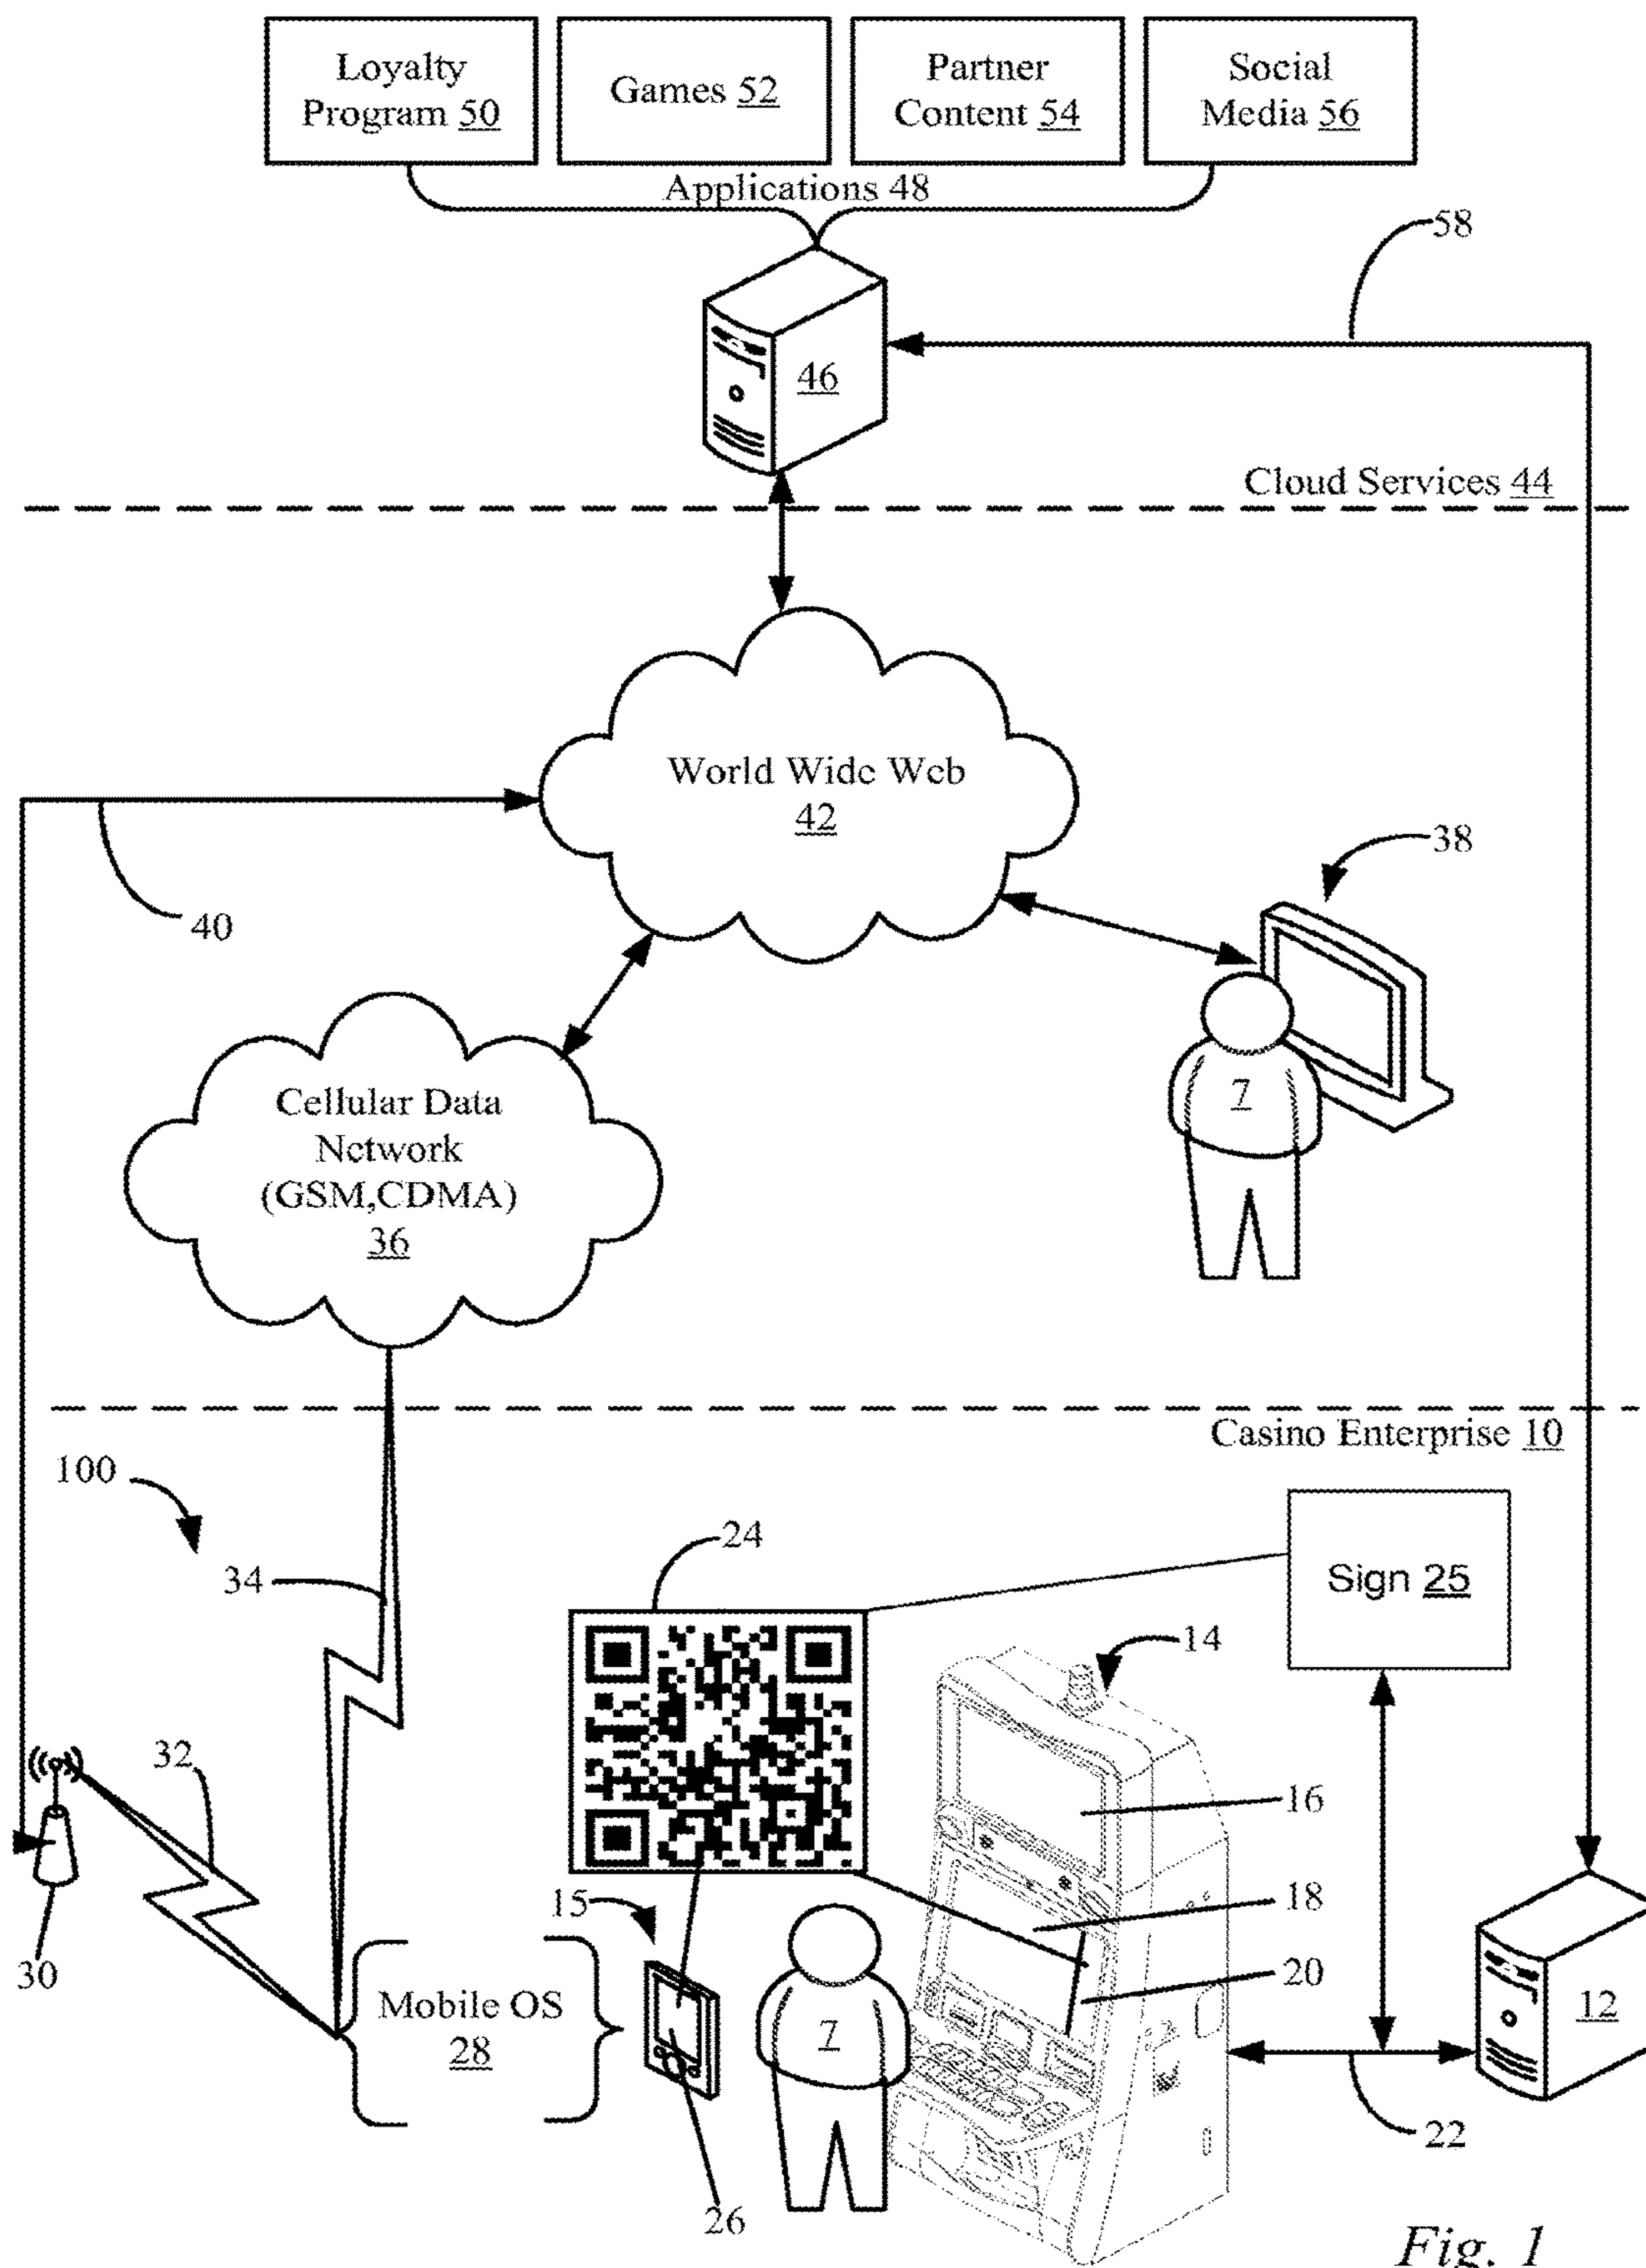 Loyalty
Program 50
Games 52
Partner
Content 54
Social
Media 56
Applications 48
58
46
Cloud Services 44
World Wide Web
42
38
40
7
Cellular Data
Network
(GSM,CDMA)
36
Casino Enterprise 10
100
24
34
Sign 25
14
32
16
15
18
30
20
Mobile OS
28
7
12
22
26
Fig. 1